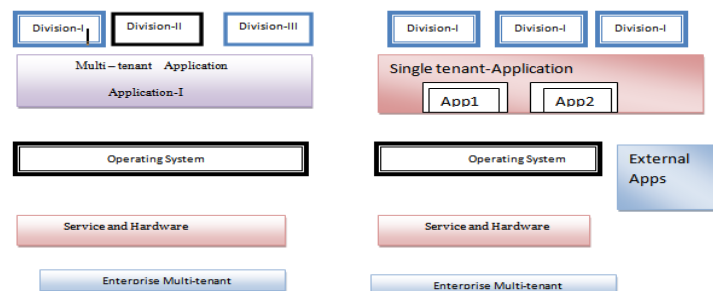 Division-I
Division-II
Division-III
Multi – tenant Application
Application-I
Operating System
Service and Hardware
Enterprise Multi-tenant
Division-I
Division-I
Division-I
Single tenant-Application
App1
App2
Operating System
External
Apps
Service and Hardware
Enterprise Multi-tenant